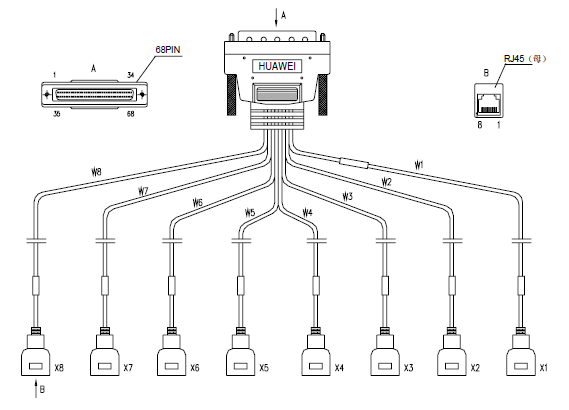 A
68PIN
1
A
34
35
68
HUAWEI
RJ45（母）
B
8
1
W8
W7
W6
W5
W4
W3
W2
W1
X8
X7
X6
X5
X4
X3
X2
X1
B